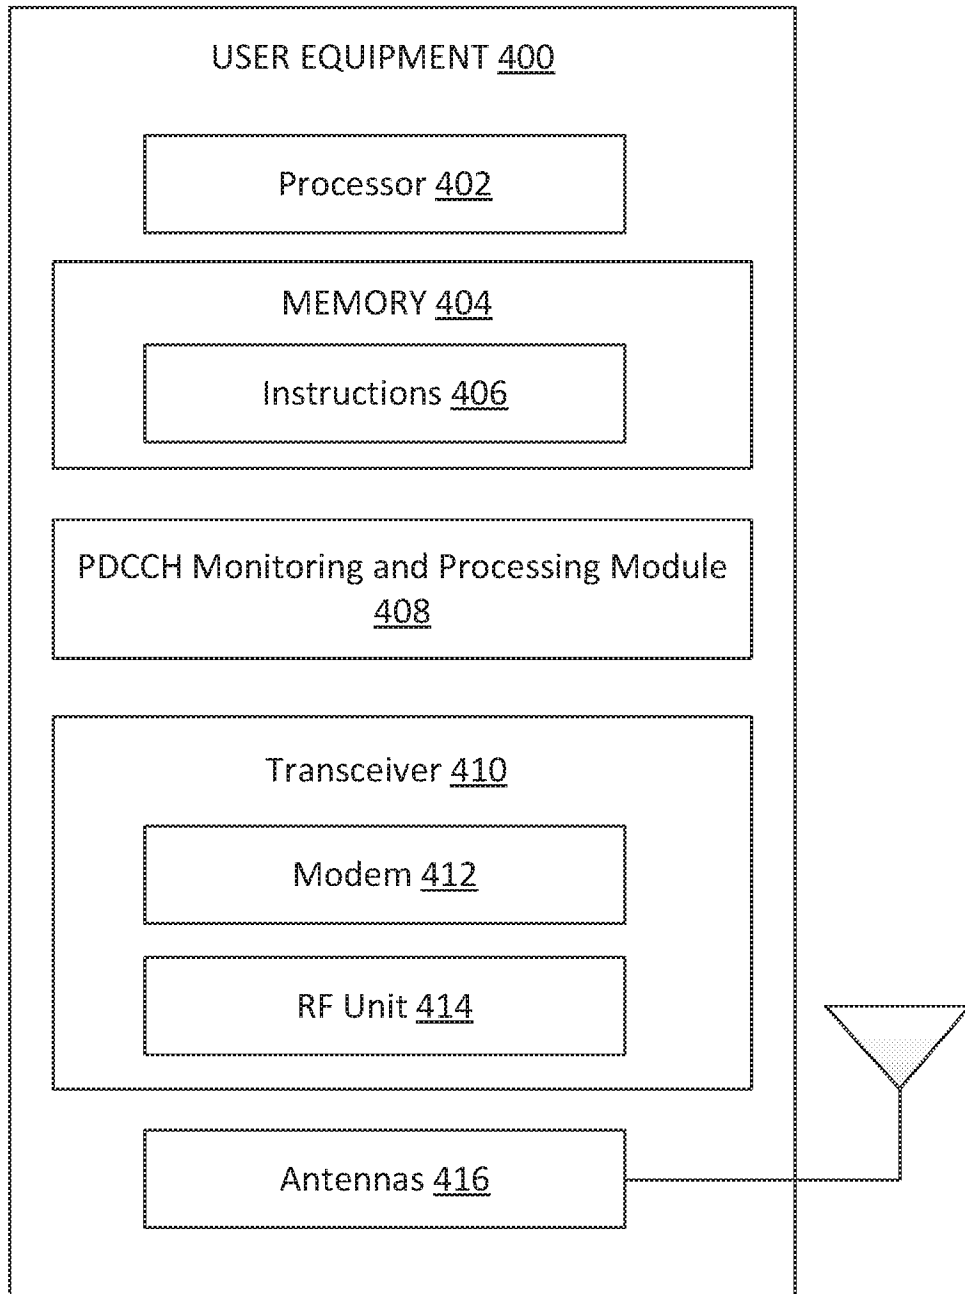 USER EQUIPMENT 400
Processor 402
MEMORY 404
Instructions 406
PDCCH Monitoring and Processing Module
408
Transceiver 410
Modem 412
RF Unit 414
Antennas 416